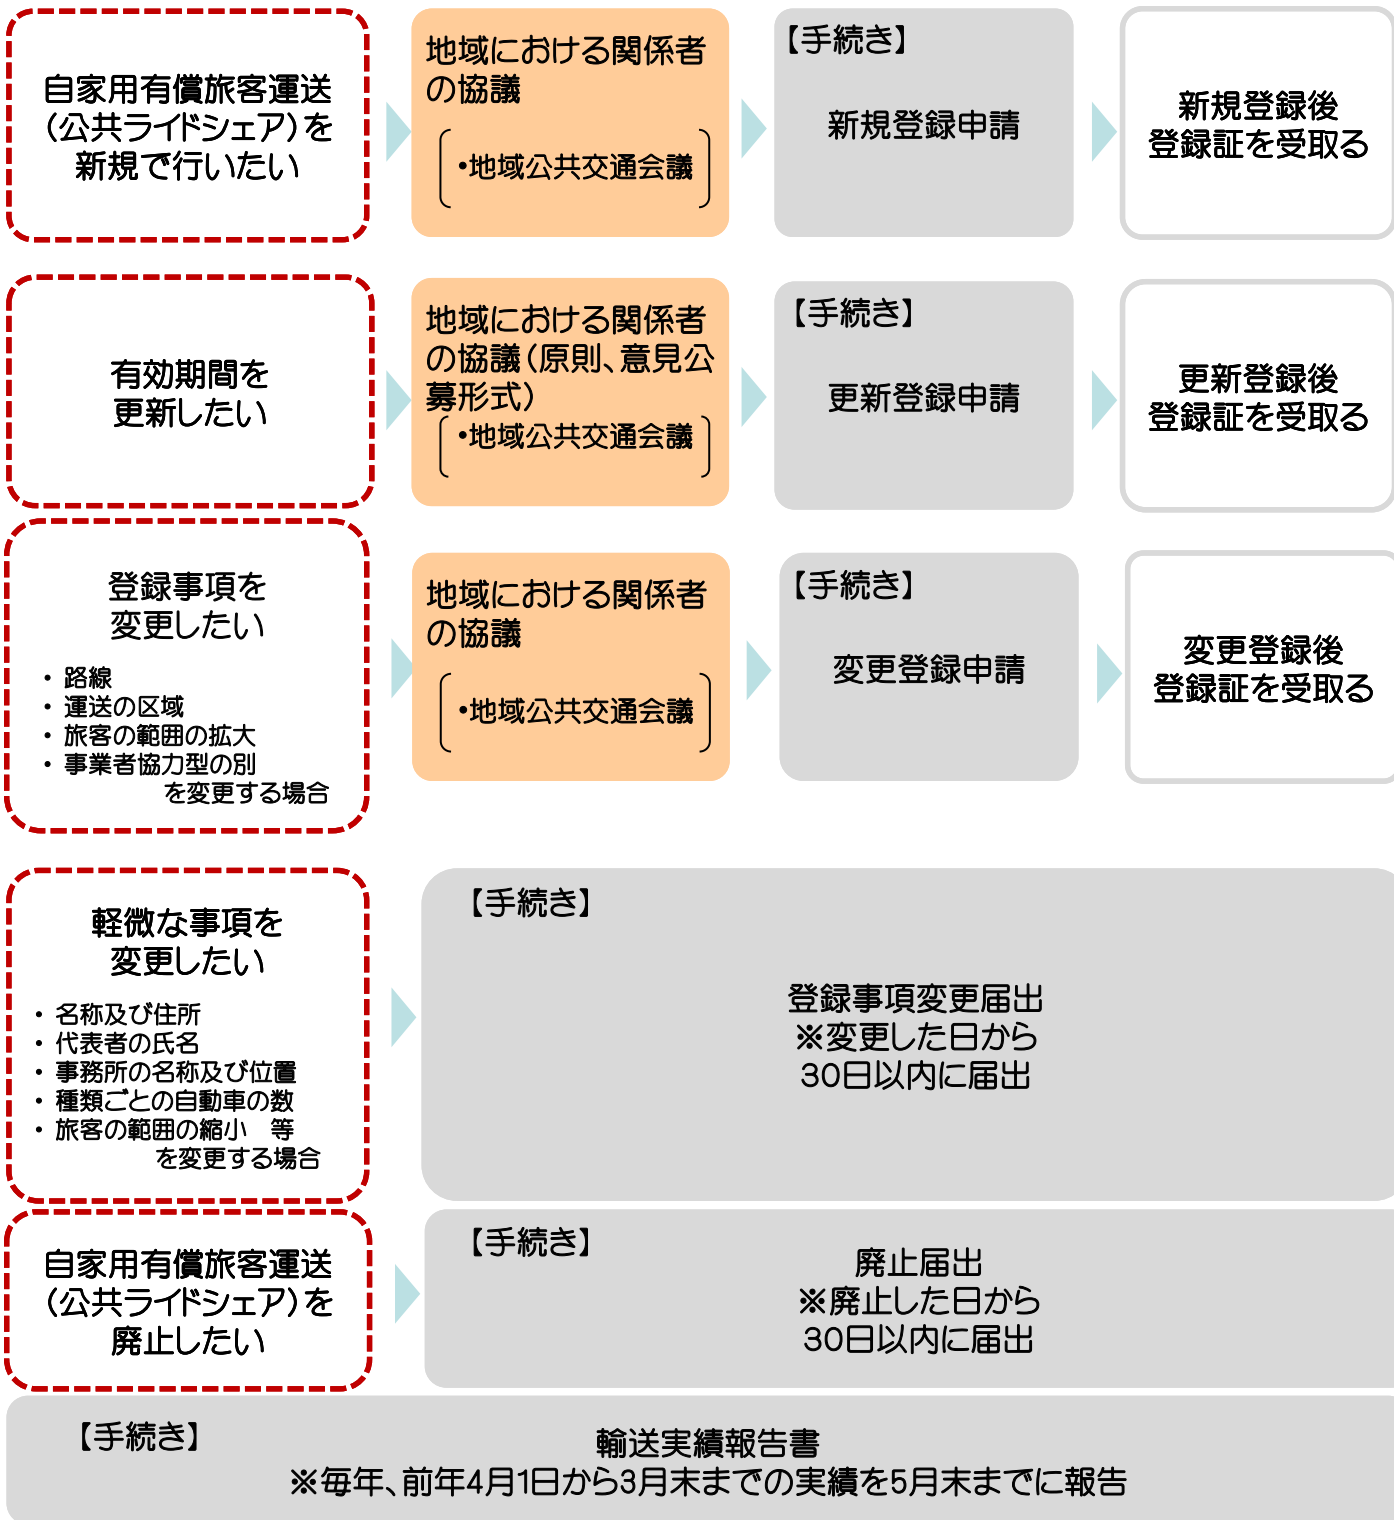 自家用有償旅客運送
（公共ライドシェア）を
新規で行いたい
地域における関係者
の協議
・地域公共交通会議
【手続き】
新規登録申請
新規登録後
登録証を受取る
有効期間を
更新したい
地域における関係者
の協議（原則、意見公
募形式）
・地域公共交通会議
【手続き】
更新登録申請
更新登録後
登録証を受取る
登録事項を
変更したい
・ 路線
・ 運送の区域
・ 旅客の範囲の拡大
・ 事業者協力型の別
を変更する場合
地域における関係者
の協議
・地域公共交通会議
【手続き】
変更登録申請
変更登録後
登録証を受取る
軽微な事項を
変更したい
・ 名称及び住所
・ 代表者の氏名
・ 事務所の名称及び位置
・ 種類ごとの自動車の数
・ 旅客の範囲の縮小　等
を変更する場合
【手続き】
登録事項変更届出
※変更した日から
30日以内に届出
自家用有償旅客運送
（公共ライドシェア）を
廃止したい
【手続き】
廃止届出
※廃止した日から
30日以内に届出
【手続き】
輸送実績報告書
※毎年、前年4月1日から3月末までの実績を5月末までに報告